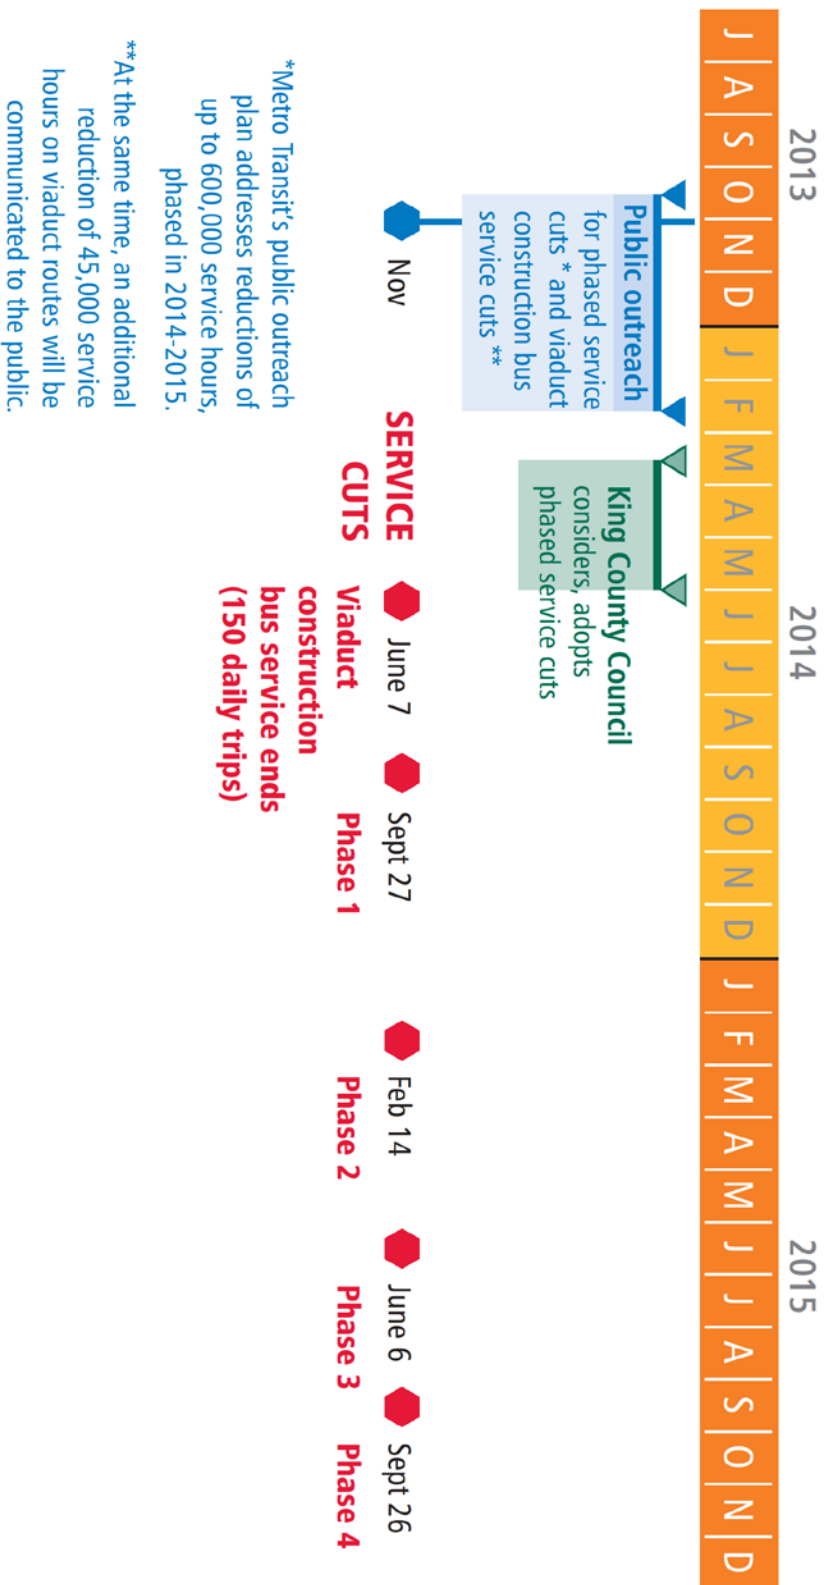 2013 2014 2015
J A S O N D J F M A M J J A S O N D J F M A M J J A S O N D
Public outreach
for phased service
cuts * and viaduct
construction bus
service cuts **
King County Council
considers, adopts
phased service cuts
Nov
SERVICE
CUTS
June 7
Viaduct
construction
bus service ends
(150 daily trips)
Sept 27
Phase 1
Feb 14
Phase 2
June 6
Phase 3
Sept 26
Phase 4
*Metro Transit's public outreach
plan addresses reductions of
up to 600,000 service hours,
phased in 2014-2015.
**At the same time, an additional
reduction of 45,000 service
hours on viaduct routes will be
communicated to the public.